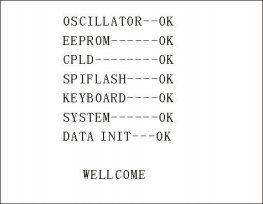 OSCILLATOR--OK
EEPROM------OK
CPLD--------OK
SPIFLASH----OK
KEYBOARD----OK
SYSTEM------OK
DATA INIT---OK
WELLCOME